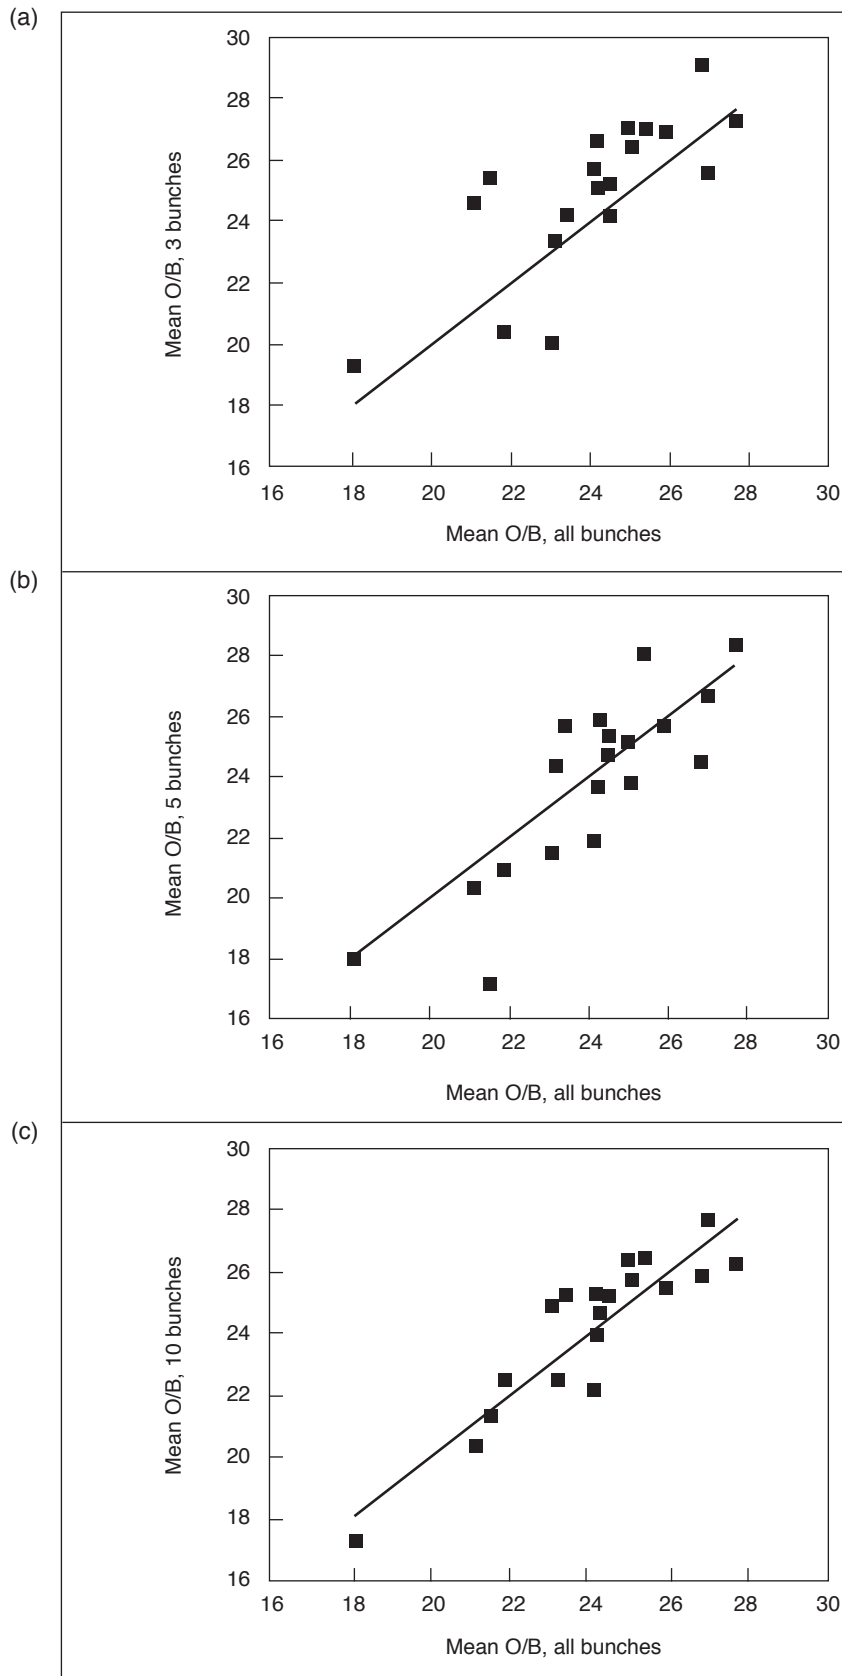 (a)
30
28
26
24
22
20
18
16
Mean O/B, 3 bunches
16 18 20 22 24 26 28 30
Mean O/B, all bunches
(b)
30
28
26
24
22
20
18
16
Mean O/B, 5 bunches
16 18 20 22 24 26 28 30
Mean O/B, all bunches
(c)
30
28
26
24
22
20
18
16
Mean O/B, 10 bunches
16 18 20 22 24 26 28 30
Mean O/B, all bunches